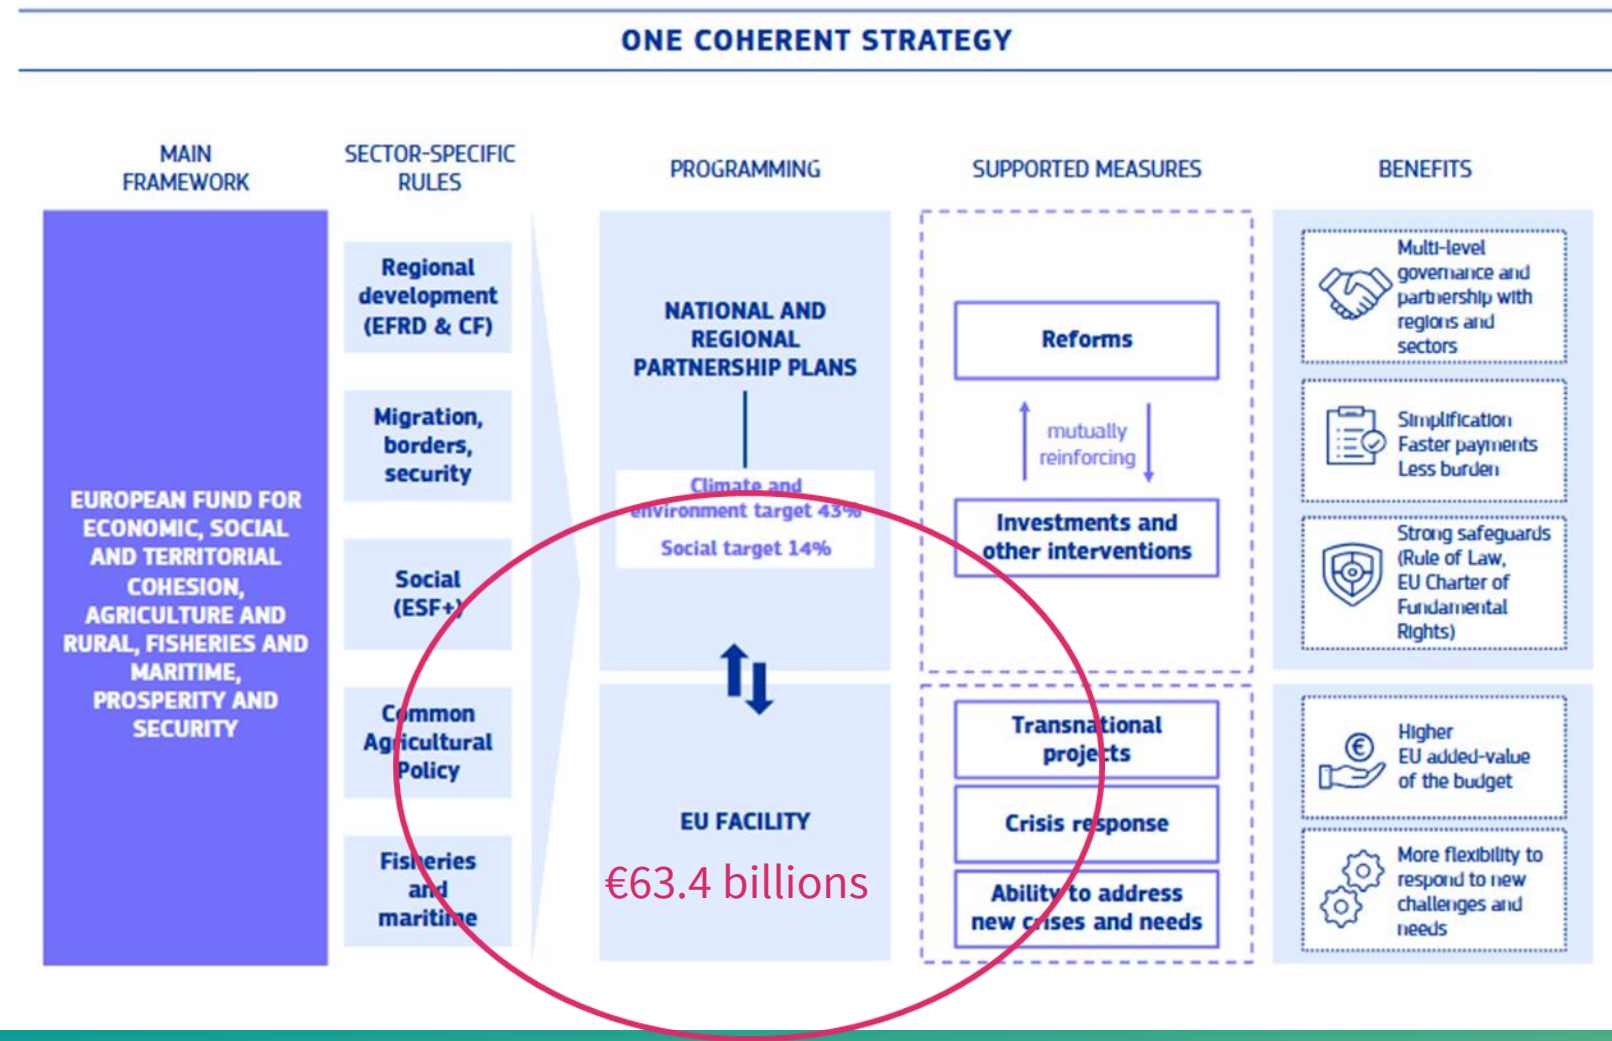 ONE COHERENT STRATEGY
MAIN
FRAMEWORK
EUROPEAN FUND FOR
ECONOMIC, SOCIAL
AND TERRITORIAL
COHESION,
AGRICULTURE AND
RURAL, FISHERIES AND
MARITIME,
PROSPERITY AND
SECURITY
SECTOR-SPECIFIC
RULES
Regional
development
(EFRD & CF)
Migration,
borders,
security
Social
(ESF+)
Common
Agricultural
Policy
Fisheries
and
maritime
PROGRAMMING
NATIONAL AND
REGIONAL
PARTNERSHIP PLANS
Climate and
environment target 43%
Social target 14%
EU FACILITY
€63.4 billions
SUPPORTED MEASURES
Reforms
mutually
reinforcing
Investments and
other interventions
Transnational
projects
Crisis response
Ability to address
new crises and needs
BENEFITS
Multi-level
governance and
partnership with
regions and
sectors
Simplification
Faster payments
Less burden
Strong safeguards
(Rule of Law,
EU Charter of
Fundamental
Rights)
Higher
EU added-value
of the budget
More flexibility to
respond to new
challenges and
needs